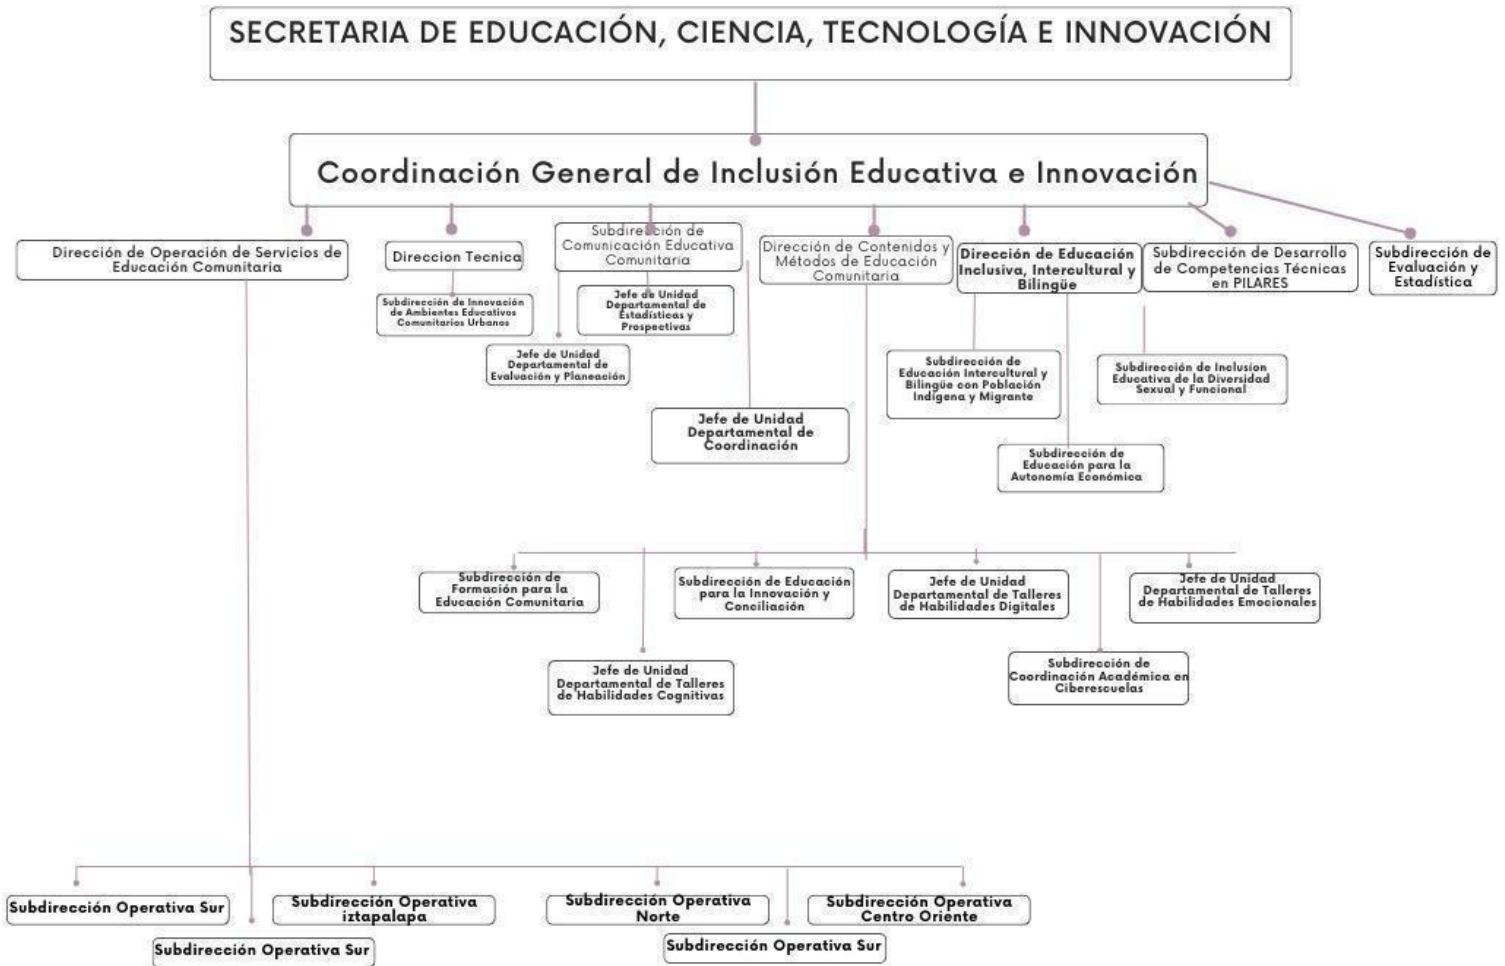 SECRETARIA DE EDUCACIÓN, CIENCIA, TECNOLOGÍA E INNOVACIÓN
Coordinación General de Inclusión Educativa e Innovación
Dirección de Operación de Servicios de
Educación Comunitaria
Direccion Tecnica
Subdirección de
Comunicación Educativa
Comunitaria
Dirección de Contenidos y
Métodos de Educación
Comunitaria
Dirección de Educación
Inclusiva, Intercultural y
Bilingüe
Subdirección de Desarrollo
de Competencias Técnicas
en PILARES
Subdirección de
Evaluación y
Estadística
Subdirección de Innovación
de Ambientes Educativos
Comunitarios Urbanos
Jefe de Unidad
Departamental de
Estadísticas y
Prospectivas
Jefe de Unidad
Departamental de
Evaluación y Planeación
Jefe de Unidad
Departamental de
Coordinación
Subdirección de
Educación Intercultural y
Bilingüe con Población
Indígena y Migrante
Subdirección de Inclusíon
Educativa de la Diversidad
Sexual y Funcional
Subdirección de
Educación para la
Autonomía Económica
Subdirección de
Formación para la
Educación Comunitaria
Subdirección de Educación
para la Innovación y
Conciliación
Jefe de Unidad
Departamental de Talleres
de Habilidades Digitales
Jefe de Unidad
Departamental de Talleres
de Habilidades Emocionales
Jefe de Unidad
Departamental de Talleres
de Habilidades Cognitivas
Subdirección de
Coordinación Académica en
Ciberescuelas
Subdirección Operativa Sur
Subdirección Operativa
iztapalapa
Subdirección Operativa
Norte
Subdirección Operativa
Centro Oriente
Subdirección Operativa Sur
Subdirección Operativa Sur